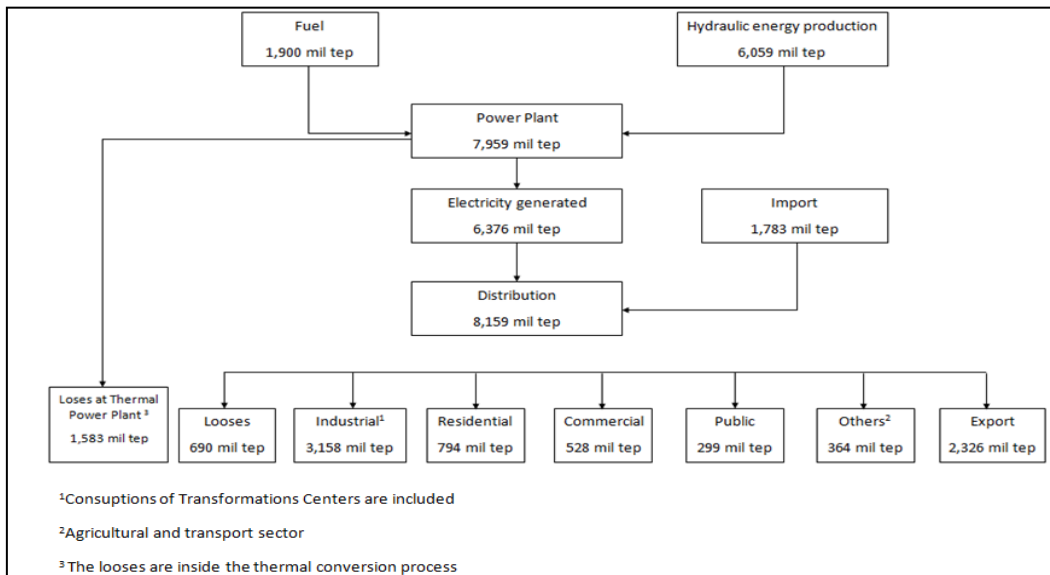 Fuel
1,900 mil tep
Hydraulic energy production
6,059 mil tep
Power Plant
7,959 mil tep
Electricity generated
6,376 mil tep
Import
1,783 mil tep
Distribution
8,159 mil tep
Loses at Thermal
Power Plant ³
1,583 mil tep
Looses
690 mil tep
Industrial¹
3,158 mil tep
Residential
794 mil tep
Commercial
528 mil tep
Public
299 mil tep
Others²
364 mil tep
Export
2,326 mil tep
¹Consuptions of Transformations Centers are included
²Agricultural and transport sector
³ The looses are inside the thermal conversion process